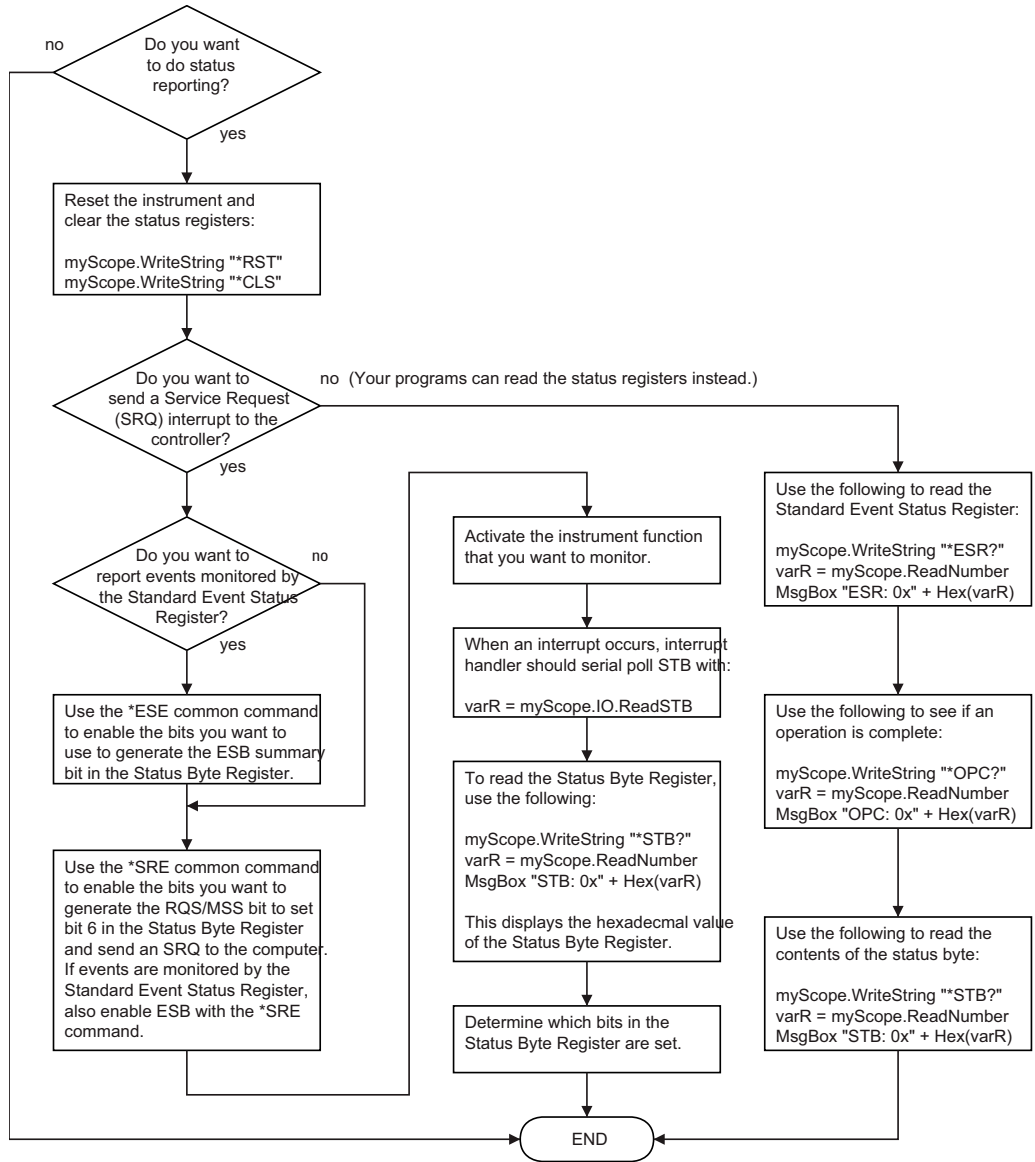 no
Do you want
to do status
reporting?
yes
Reset the instrument and
clear the status registers:
myScope.WriteString "*RST"
myScope.WriteString "*CLS"
Do you want to
send a Service Request
(SRQ) interrupt to the
controller?
no (Your programs can read the status registers instead.)
yes
Do you want to
report events monitored by
the Standard Event Status
Register?
no
yes
Use the *ESE common command
to enable the bits you want to
use to generate the ESB summary
bit in the Status Byte Register.
Use the *SRE common command
to enable the bits you want to
generate the RQS/MSS bit to set
bit 6 in the Status Byte Register
and send an SRQ to the computer.
If events are monitored by the
Standard Event Status Register,
also enable ESB with the *SRE
command.
Activate the instrument function
that you want to monitor.
When an interrupt occurs, interrupt
handler should serial poll STB with:
varR = myScope.IO.ReadSTB
To read the Status Byte Register,
use the following:
myScope.WriteString "*STB?"
varR = myScope.ReadNumber
MsgBox "STB: 0x" + Hex(varR)
This displays the hexadecmal value
of the Status Byte Register.
Determine which bits in the
Status Byte Register are set.
Use the following to read the
Standard Event Status Register:
myScope.WriteString "*ESR?"
varR = myScope.ReadNumber
MsgBox "ESR: 0x" + Hex(varR)
Use the following to see if an
operation is complete:
myScope.WriteString "*OPC?"
varR = myScope.ReadNumber
MsgBox "OPC: 0x" + Hex(varR)
Use the following to read the
contents of the status byte:
myScope.WriteString "*STB?"
varR = myScope.ReadNumber
MsgBox "STB: 0x" + Hex(varR)
END